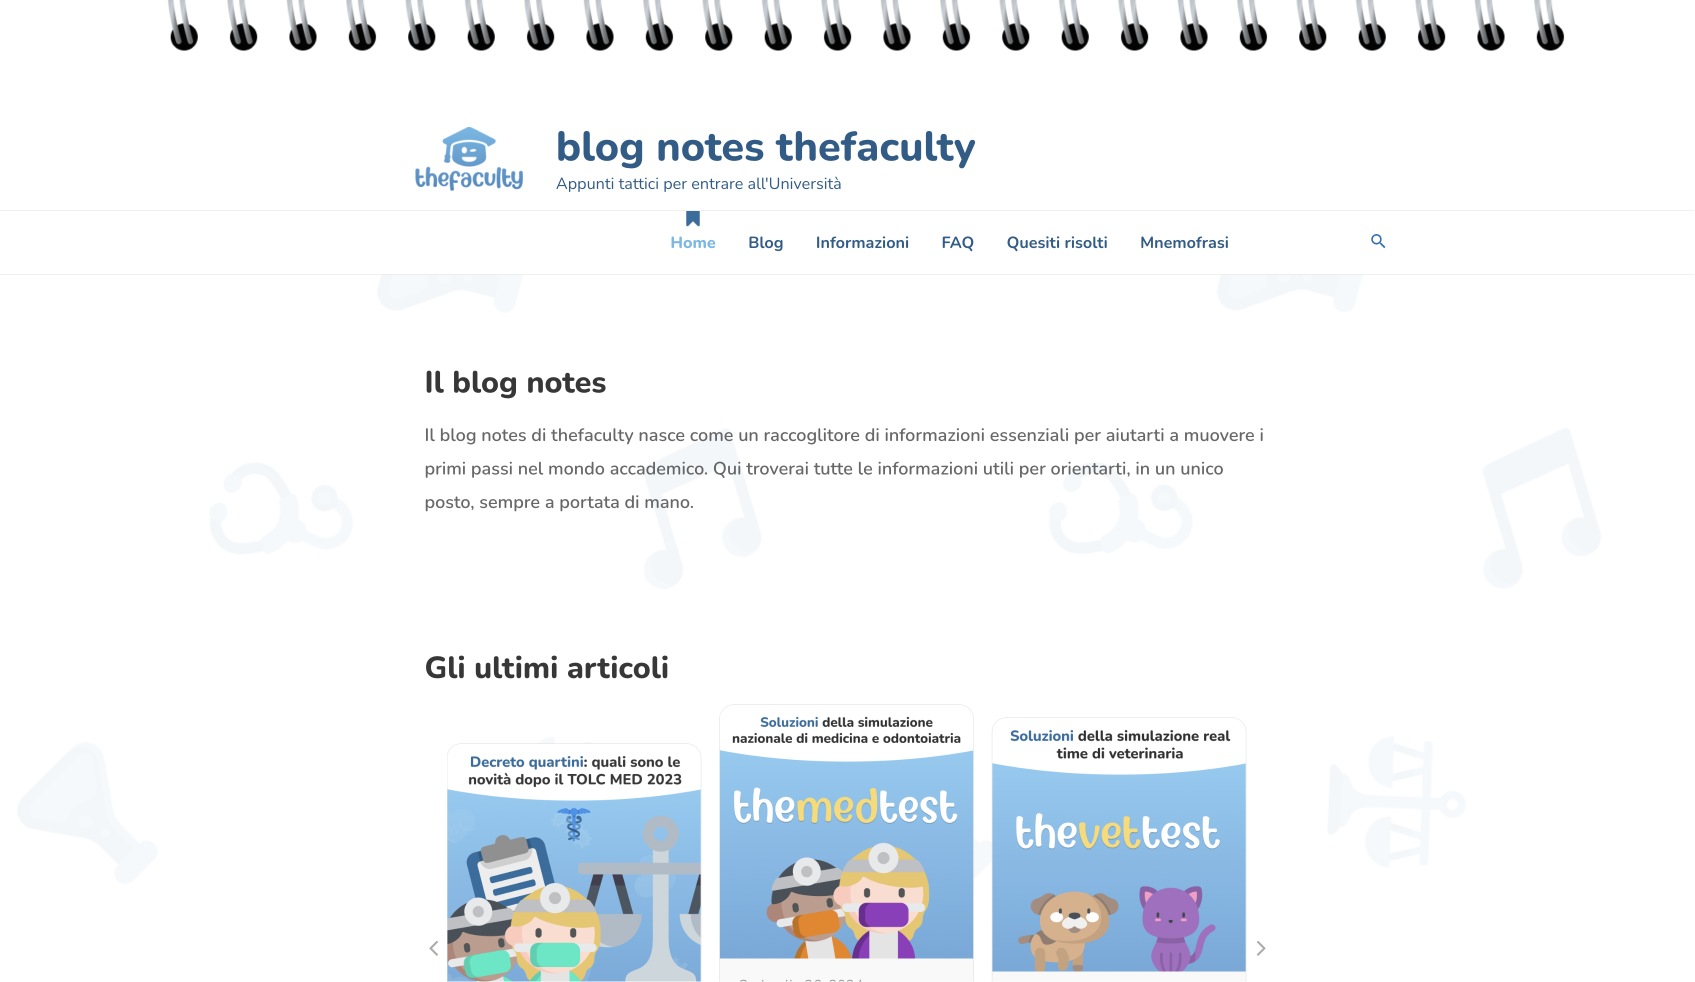 thefaculty
blog notes thefaculty
Appunti tattici per entrare all'Università
Home Blog Informazioni FAQ Quesiti risolti Mnemofrasi
Il blog notes
Il blog notes di thefaculty nasce come un raccoglitore di informazioni essenziali per aiutarti a muovere i
primi passi nel mondo accademico. Qui troverai tutte le informazioni utili per orientarti, in un unico
posto, sempre a portata di mano.
Gli ultimi articoli
Decreto quartini: quali sono le
novità dopo il TOLC MED 2023
Soluzioni della simulazione
nazionale di medicina e odontoiatria
themedtest
Soluzioni della simulazione real
time di veterinaria
thevettest